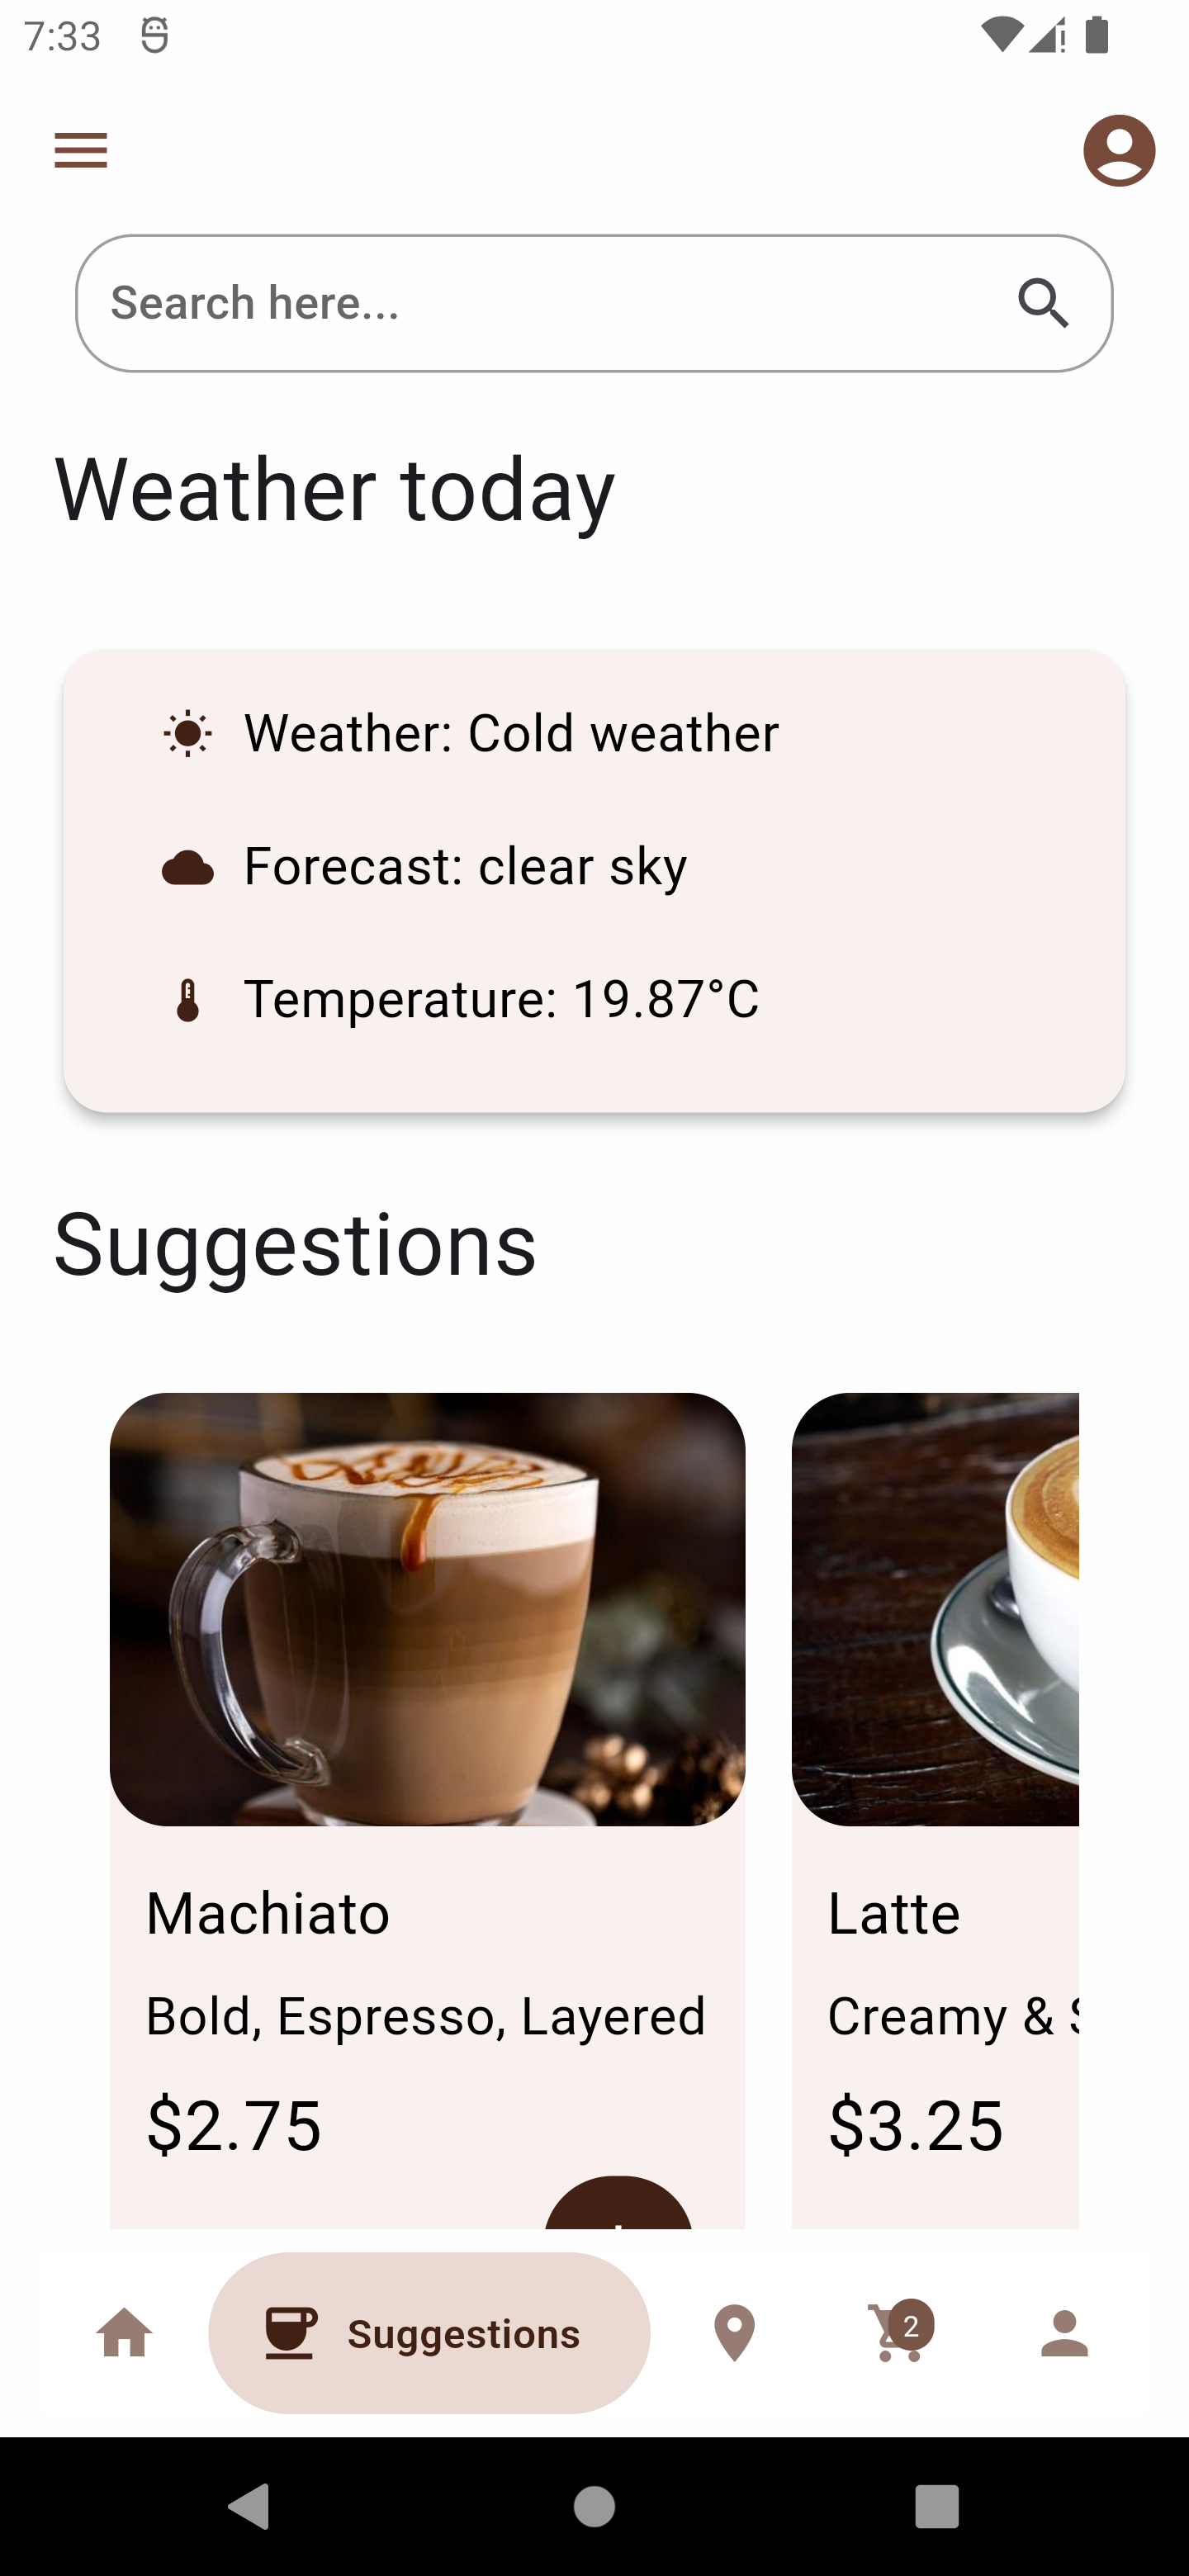 7:33
Search here...
Weather today
Weather: Cold weather
Forecast: clear sky
Temperature: 19.87°C
Suggestions
Machiato
Latte
Bold, Espresso, Layered
Creamy &
$2.75
$3.25
Suggestions
2